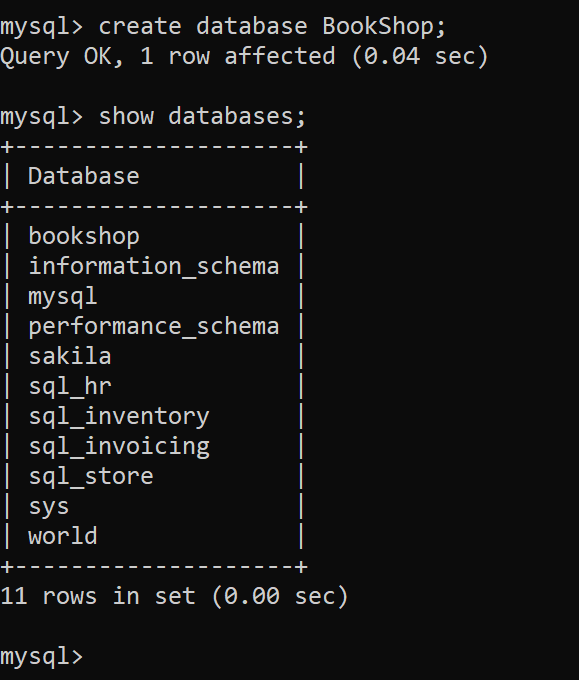 mysql> create database BookShop;
Query OK, 1 row affected (0.04 sec)
mysql> show databases;
+--------------------+
| Database           |
+--------------------+
| bookshop           |
| information_schema |
| mysql              |
| performance_schema |
| sakila             |
| sql_hr             |
| sql_inventory      |
| sql_invoicing      |
| sql_store          |
| sys                |
| world              |
+--------------------+
11 rows in set (0.00 sec)
mysql>